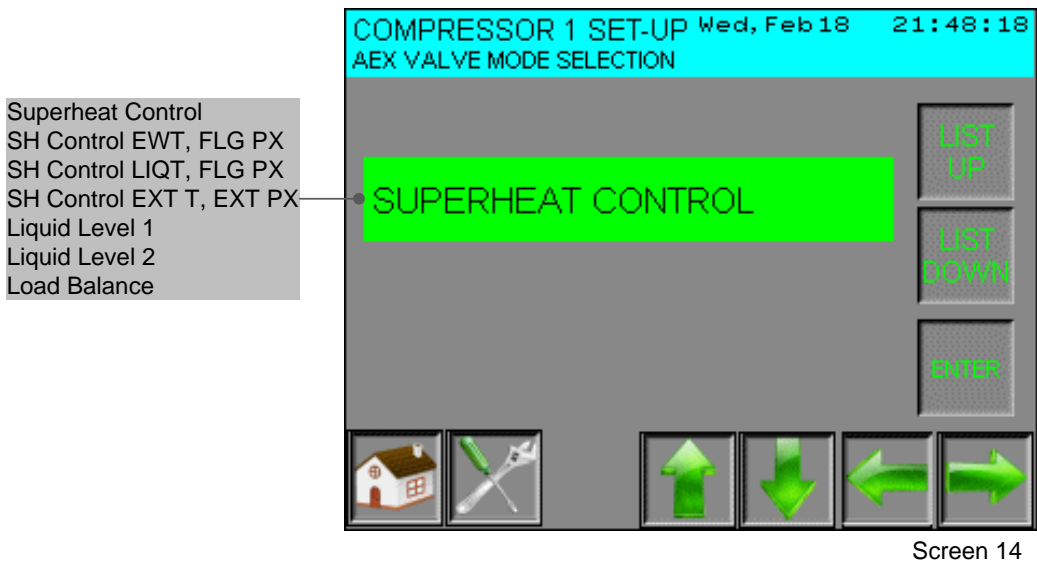 Superheat Control
SH Control EWT, FLG PX
SH Control LIQT, FLG PX
SH Control EXT T, EXT PX
Liquid Level 1
Liquid Level 2
Load Balance
COMPRESSOR 1 SET-UP Wed, Feb 18 21:48:18
AEX VALVE MODE SELECTION
SUPERHEAT CONTROL
LIST
UP
LIST
DOWN
ENTER
Screen 14